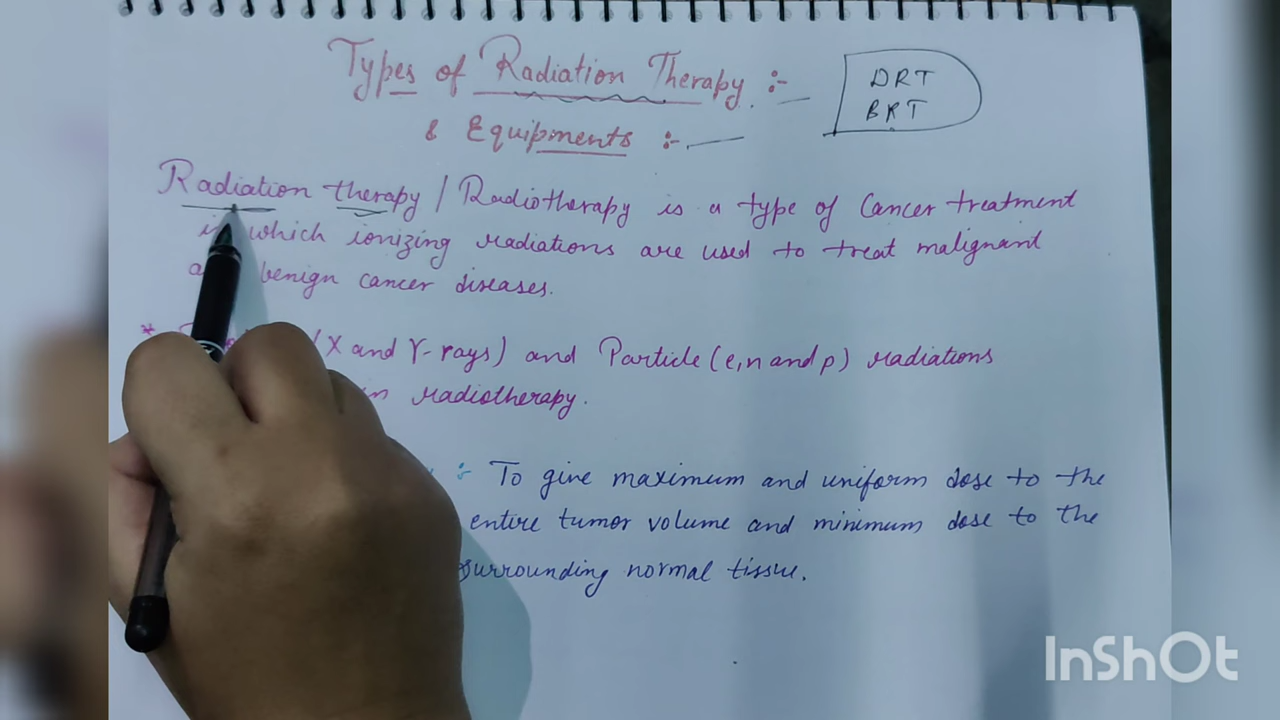 Types of Radiation Therapy :-
& Equipments :-
DRT
BRT
Radiation therapy / Radiotherapy is a type of Cancer treatment
which ionizing radiations are used to treat malignant
benign cancer diseases.
* (X and γ-rays) and Particle (e, n and p) radiations
in radiotherapy.
:- To give maximum and uniform dose to the
entire tumor volume and minimum dose to the
surrounding normal tissue.
InShOt